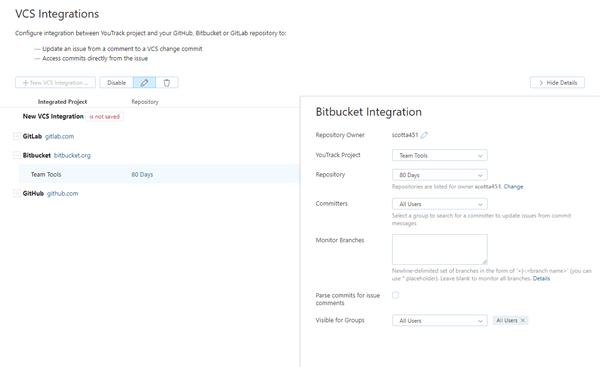 VCS Integrations
Configure integration between YouTrack project and your GitHub, Bitbucket or GitLab repository to:
— Update an issue from a comment to a VCS change commit
— Access commits directly from the issue
+ New VCS Integration ...
Disable
> Hide Details
Integrated Project Repository
New VCS Integration is not saved
GitLab gitlab.com
Bitbucket bitbucket.org
Team Tools 80 Days
GitHub github.com
Bitbucket Integration
Repository Owner scotta451
YouTrack Project Team Tools
Repository 80 Days
Repositories are listed for owner scotta451. Change
Committers All Users
Select a group to search for a committer to update issues from commit
messages
Monitor Branches
Newline-delimited set of branches in the form of '+|-:<branch name>' (you can
use * placeholder). Leave blank to monitor all branches. Details
Parse commits for issue
comments
Visible for Groups All Users All Users ×